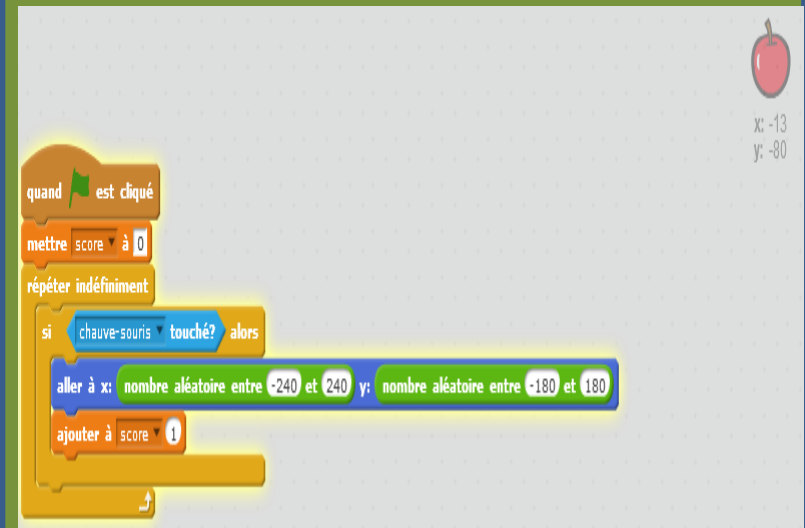 x: -13
y: -80
quand est cliqué
mettre score à 0
répéter indéfiniment
si chauve-souris touché? alors
aller à x: nombre aléatoire entre -240 et 240 y: nombre aléatoire entre -180 et 180
ajouter à score 1